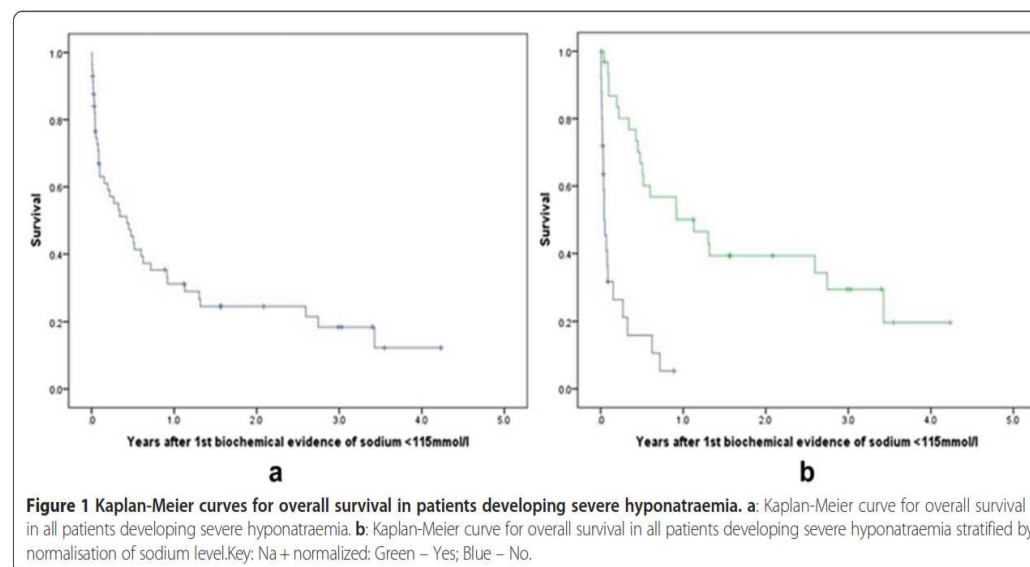 1.0
0.8
0.6
0.4
0.2
0.0
Survival
.0 1.0 2.0 3.0 4.0 5.0
Years after 1st biochemical evidence of sodium <115mmol/l
a
1.0
0.8
0.6
0.4
0.2
0.0
Survival
.0 1.0 2.0 3.0 4.0 5.0
Years after 1st biochemical evidence of sodium <115mmol/l
b
Figure 1 Kaplan-Meier curves for overall survival in patients developing severe hyponatraemia. a: Kaplan-Meier curve for overall survival
in all patients developing severe hyponatraemia. b: Kaplan-Meier curve for overall survival in all patients developing severe hyponatraemia stratified by
normalisation of sodium level.Key: Na + normalized: Green – Yes; Blue – No.